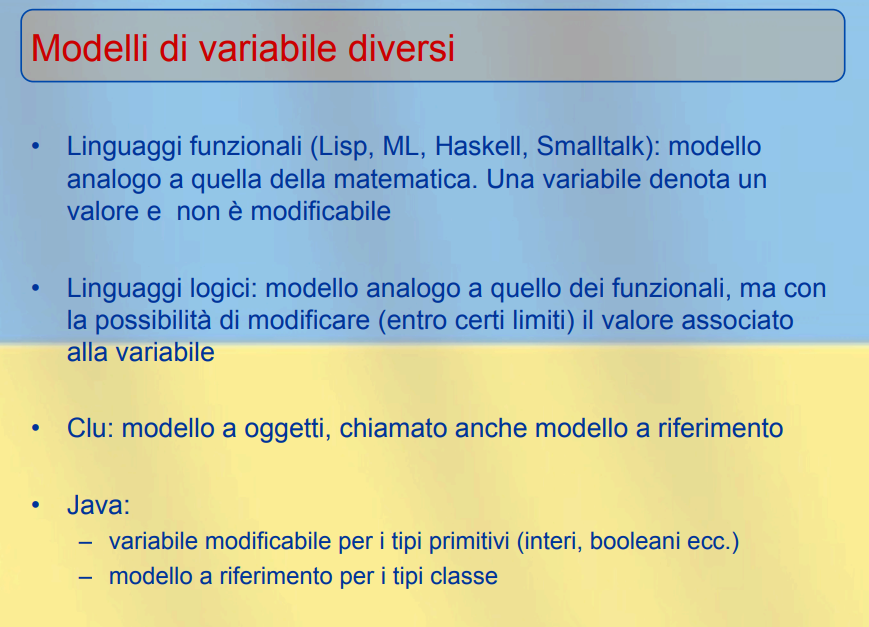 Modelli di variabile diversi
• Linguaggi funzionali (Lisp, ML, Haskell, Smalltalk): modello
analogo a quella della matematica. Una variabile denota un
valore e non è modificabile
• Linguaggi logici: modello analogo a quello dei funzionali, ma con
la possibilità di modificare (entro certi limiti) il valore associato
alla variabile
• Clu: modello a oggetti, chiamato anche modello a riferimento
• Java:
– variabile modificabile per i tipi primitivi (interi, booleani ecc.)
– modello a riferimento per i tipi classe